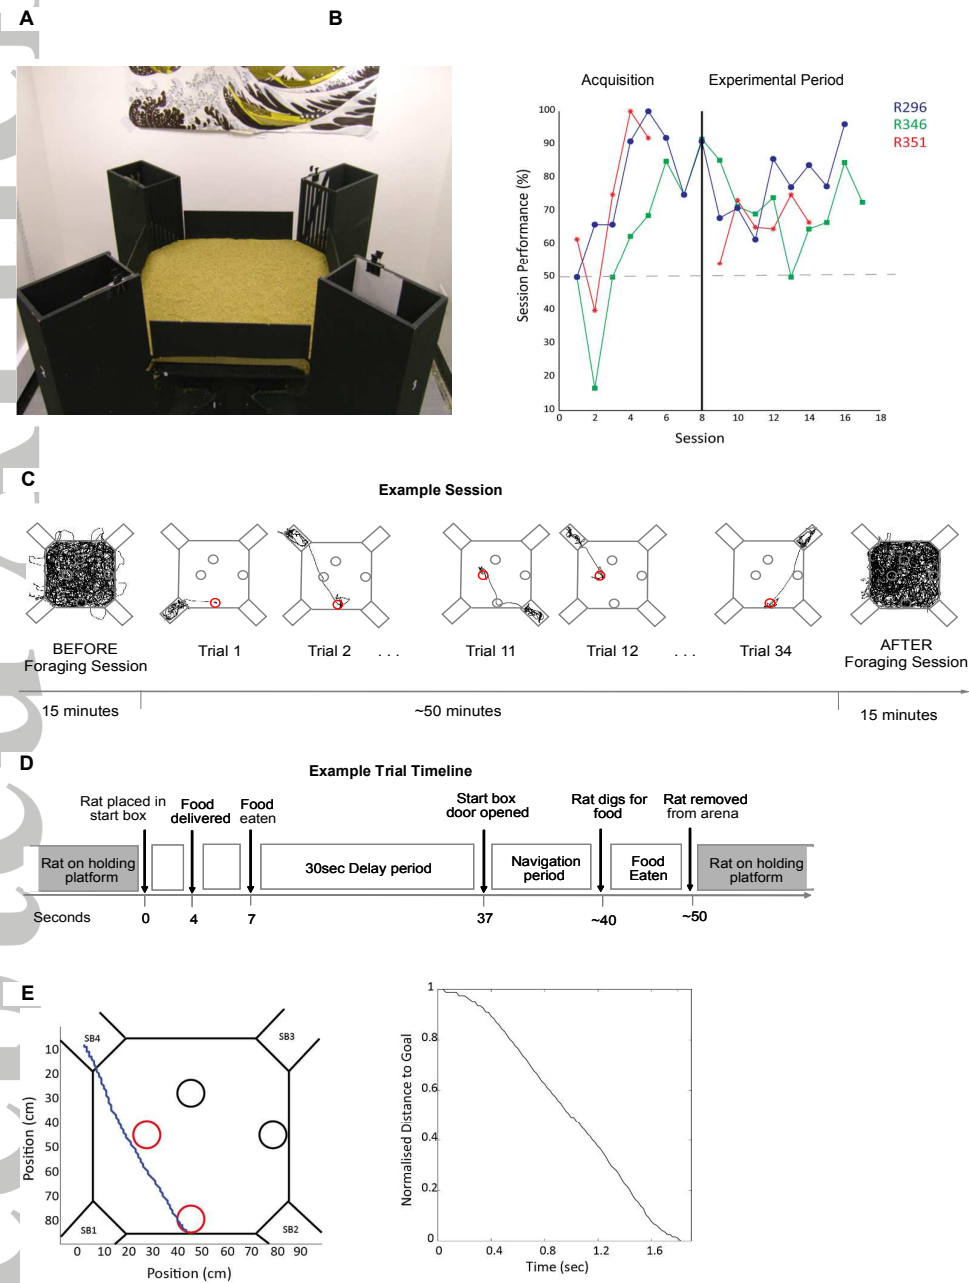 A
B
Acquisition
Experimental Period
R296
R346
R351
Session Performance (%)
100
90
80
70
60
50
40
30
20
10
0
2
4
6
8
10
12
14
16
18
Session
C
Example Session
BEFORE
Foraging Session
Trial 1
Trial 2
. . .
Trial 11
Trial 12
. . .
Trial 34
AFTER
Foraging Session
15 minutes
~50 minutes
15 minutes
D
Example Trial Timeline
Rat placed in
start box
Food
delivered
Food
eaten
Start box
door opened
Rat digs for
food
Rat removed
from arena
Rat on holding
platform
30sec Delay period
Navigation
period
Food
Eaten
Rat on holding
platform
Seconds
0
4
7
37
~40
~50
E
SB4
SB3
SB1
SB2
Position (cm)
10
20
30
40
50
60
70
80
0
10
20
30
40
50
60
70
80
90
Position (cm)
Normalised Distance to Goal
1
0.8
0.6
0.4
0.2
0
0
0.4
0.8
1.2
1.6
Time (sec)